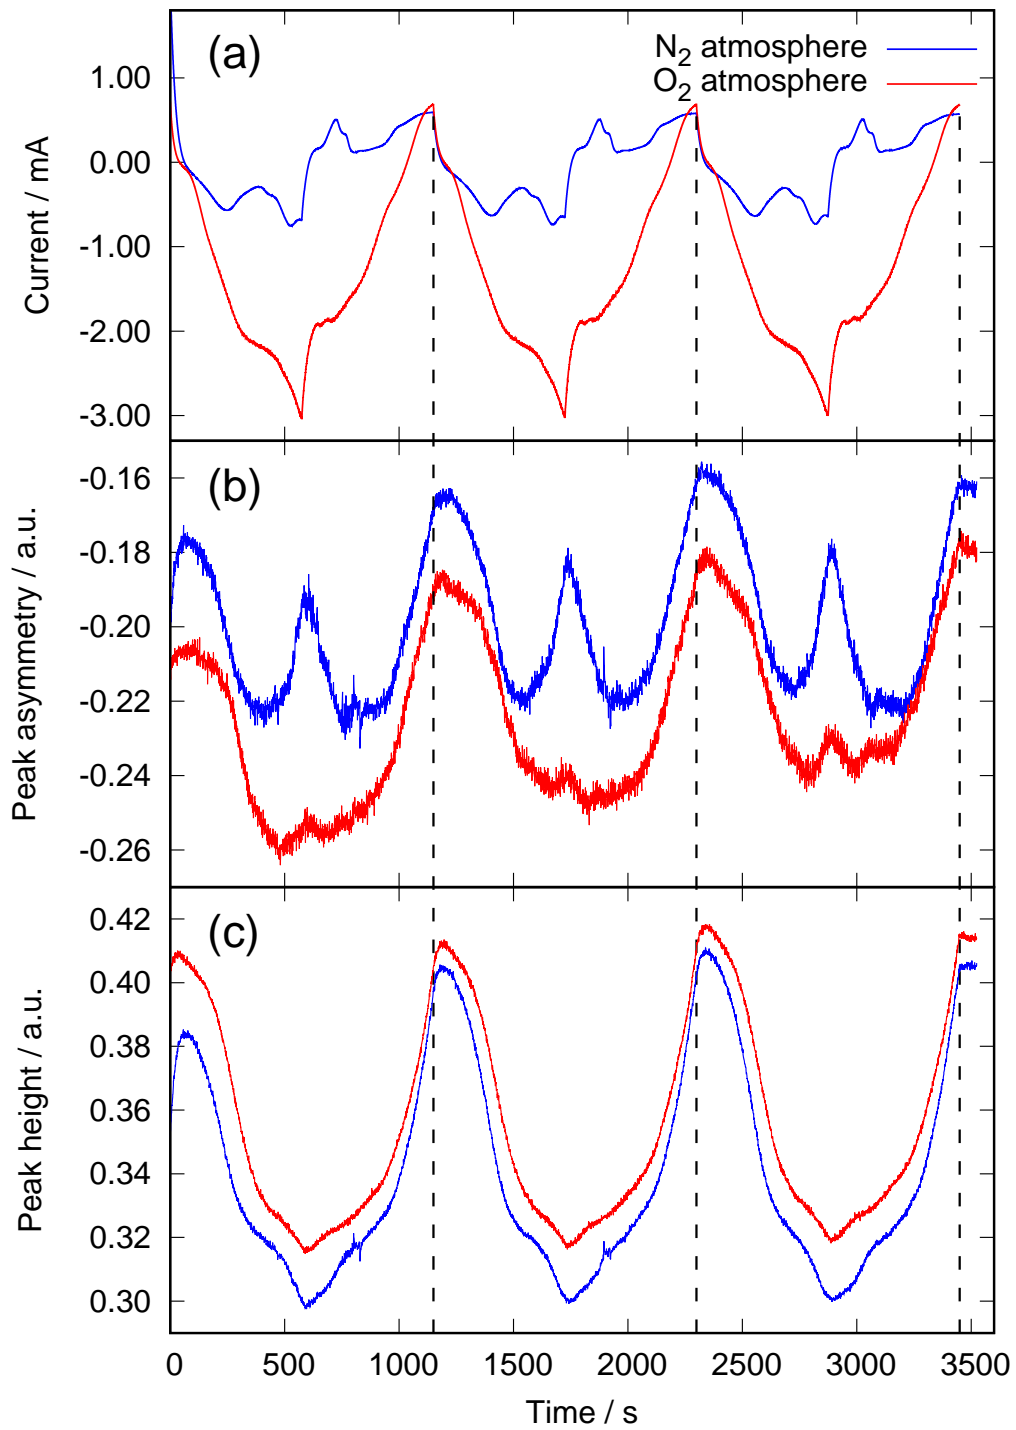 (a)
N2 atmosphere
O2 atmosphere
1.00
0.00
-1.00
-2.00
-3.00
Current / mA
(b)
-0.16
-0.18
-0.20
-0.22
-0.24
-0.26
Peak asymmetry / a.u.
(c)
0.42
0.40
0.38
0.36
0.34
0.32
0.30
Peak height / a.u.
0 500 1000 1500 2000 2500 3000 3500
Time / s